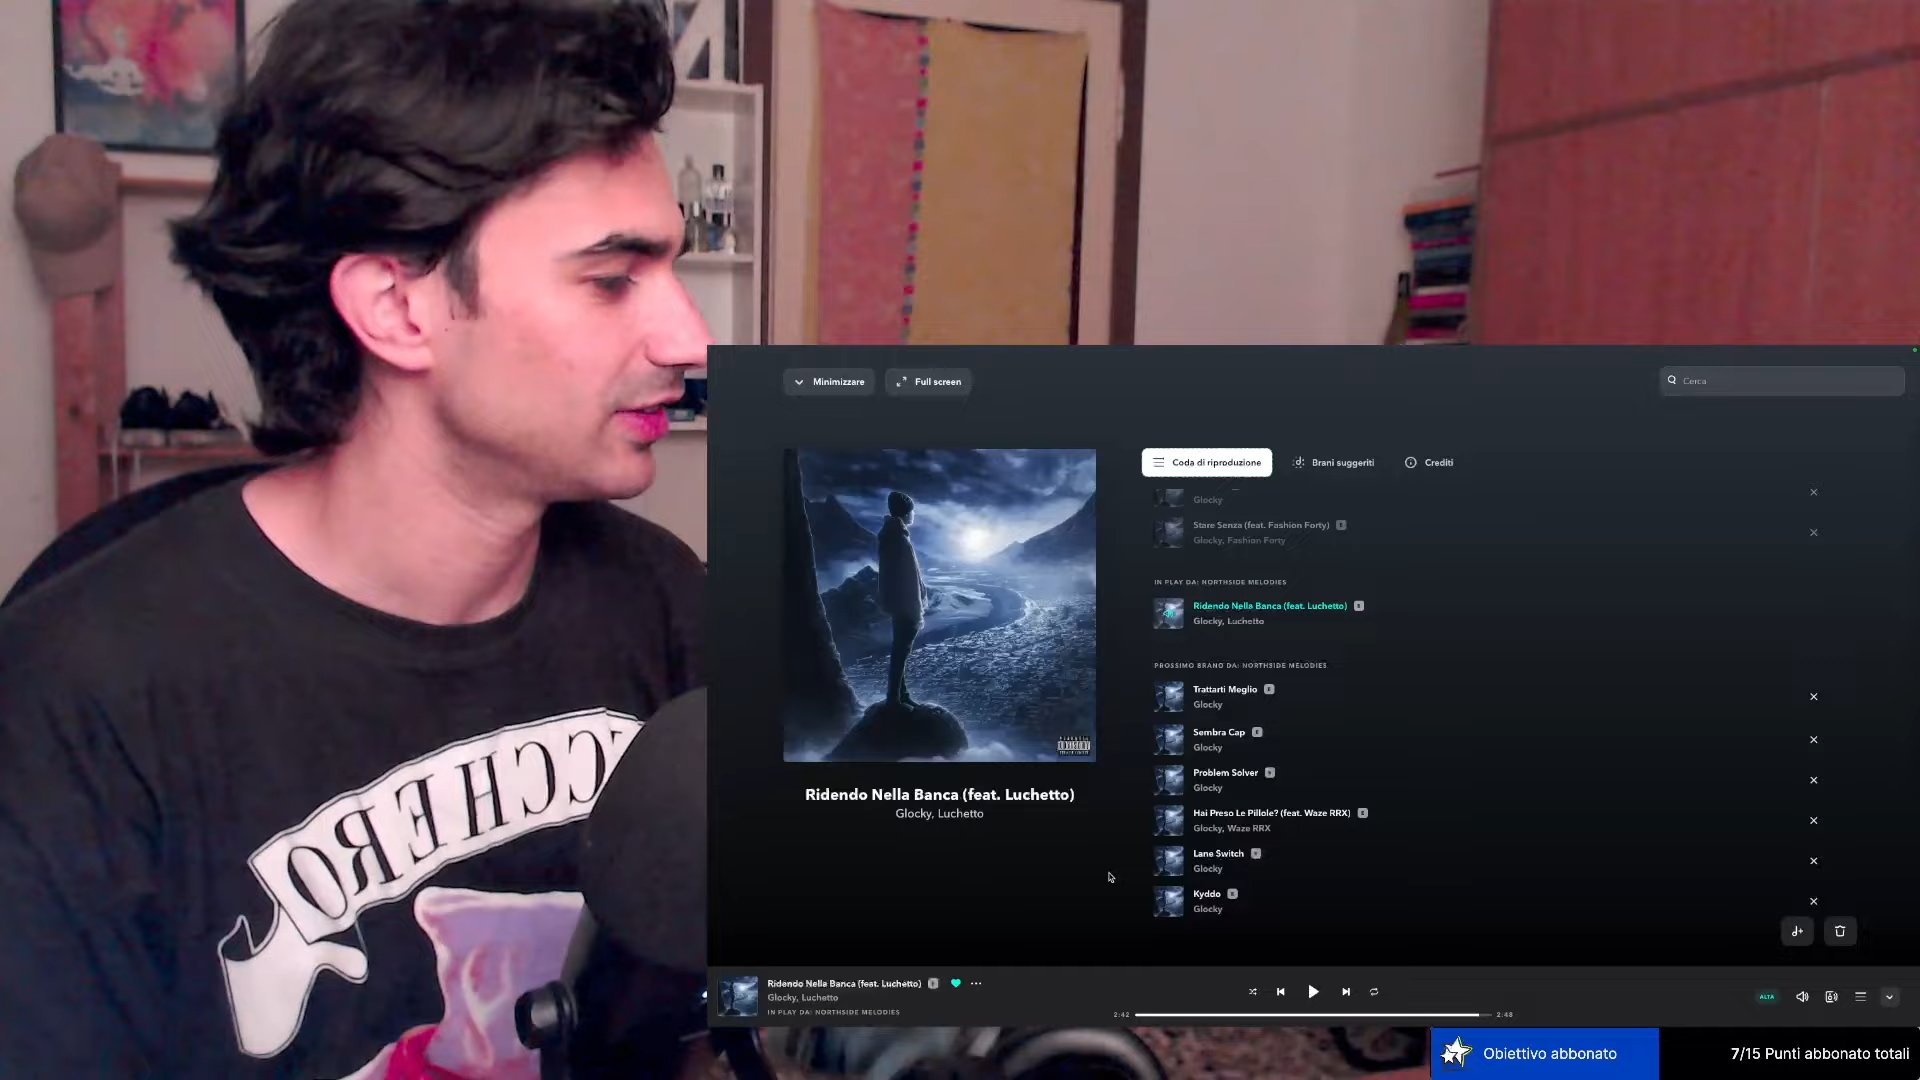 Minimizzare
Full screen
Cerca
Coda di riproduzione
Brani suggeriti
Crediti
Glocky
Stare Senza (feat. Fashion Forty) E
Glocky, Fashion Forty
IN PLAY DA: NORTHSIDE MELODIES
Ridendo Nella Banca (feat. Luchetto) E
Glocky, Luchetto
PROSSIMO BRANO DA: NORTHSIDE MELODIES
Trattarti Meglio E
Glocky
Sembra Cap E
Glocky
Problem Solver E
Glocky
Hai Preso Le Pillole? (feat. Waze RRX) E
Glocky, Waze RRX
Lane Switch E
Glocky
Kyddo E
Glocky
Ridendo Nella Banca (feat. Luchetto)
Glocky, Luchetto
Ridendo Nella Banca (feat. Luchetto) E
Glocky, Luchetto
IN PLAY DA: NORTHSIDE MELODIES
2:42
2:48
ALTA
CCHERO
7
Obiettivo abbonato
7/15 Punti abbonato totali